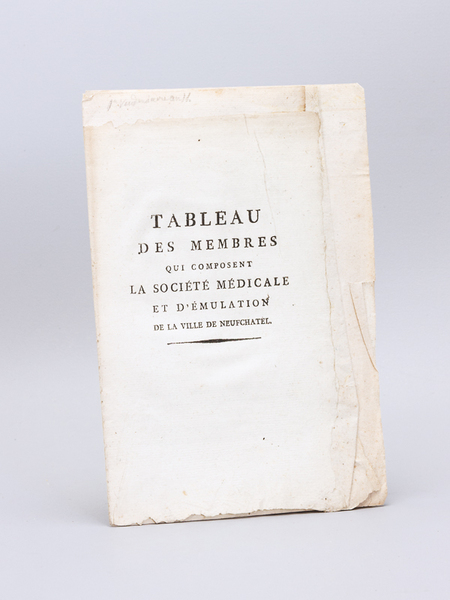 TABLEAU
DES MEMBRES
QUI COMPOSENT
LA SOCIÉTÉ MÉDICALE
ET D'ÉMULATION
DE LA VILLE DE NEUFCHATEL.